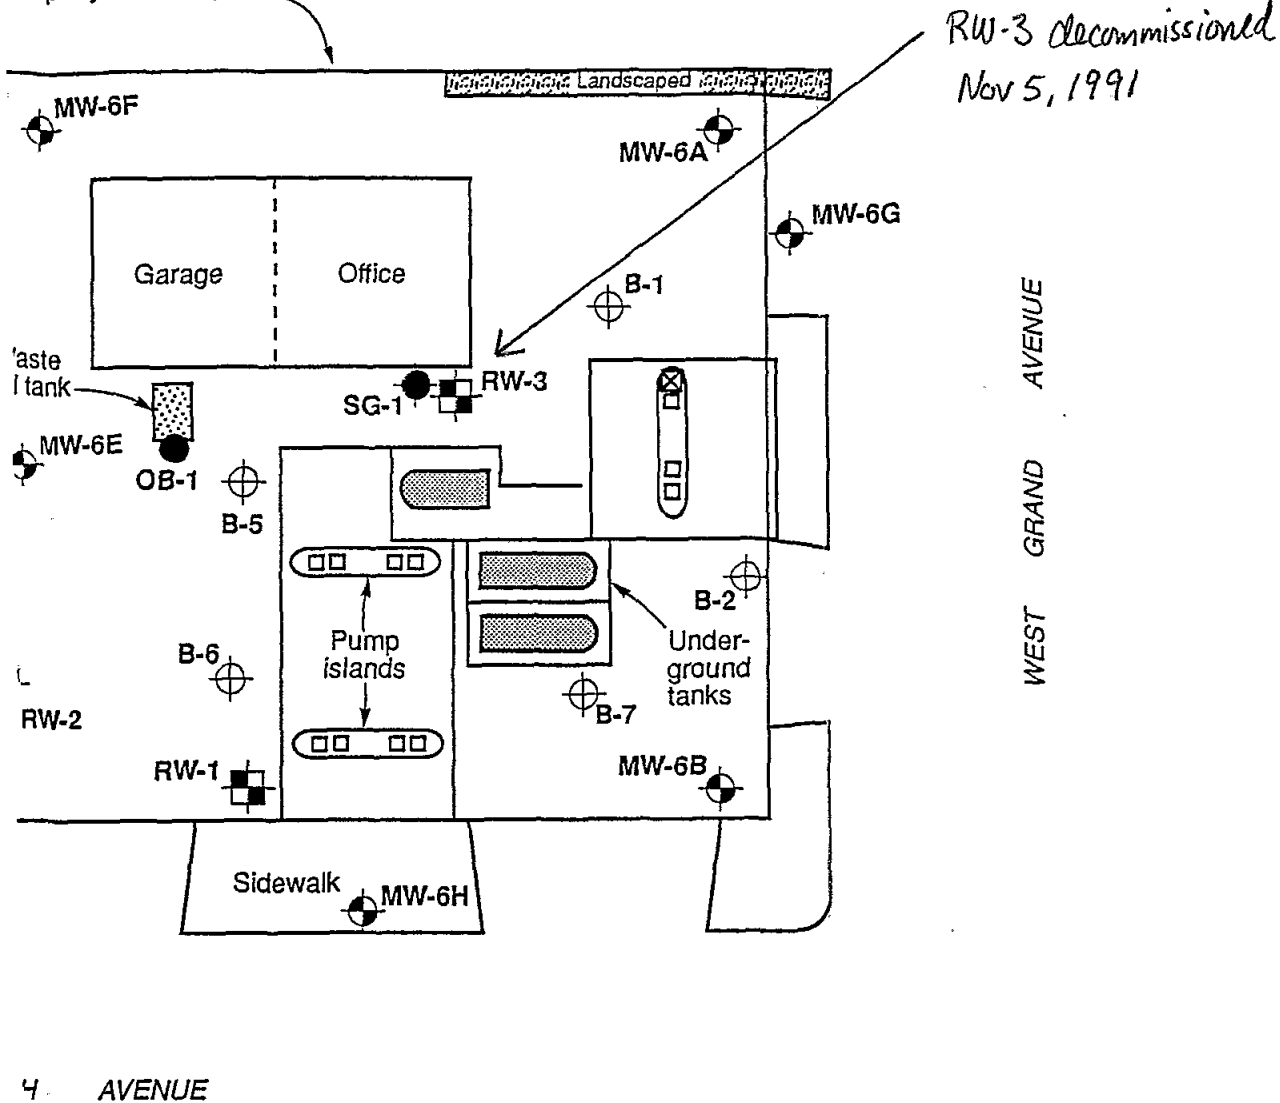 RW-3 decommissioned
Nov 5, 1991
Landscaped
MW-6F
MW-6A
MW-6G
Garage
Office
B-1
tank
RW-3
SG-1
MW-6E
OB-1
B-5
B-2
Pump
islands
Under-
ground
tanks
B-6
B-7
RW-2
RW-1
MW-6B
Sidewalk
MW-6H
WEST GRAND AVENUE
AVENUE